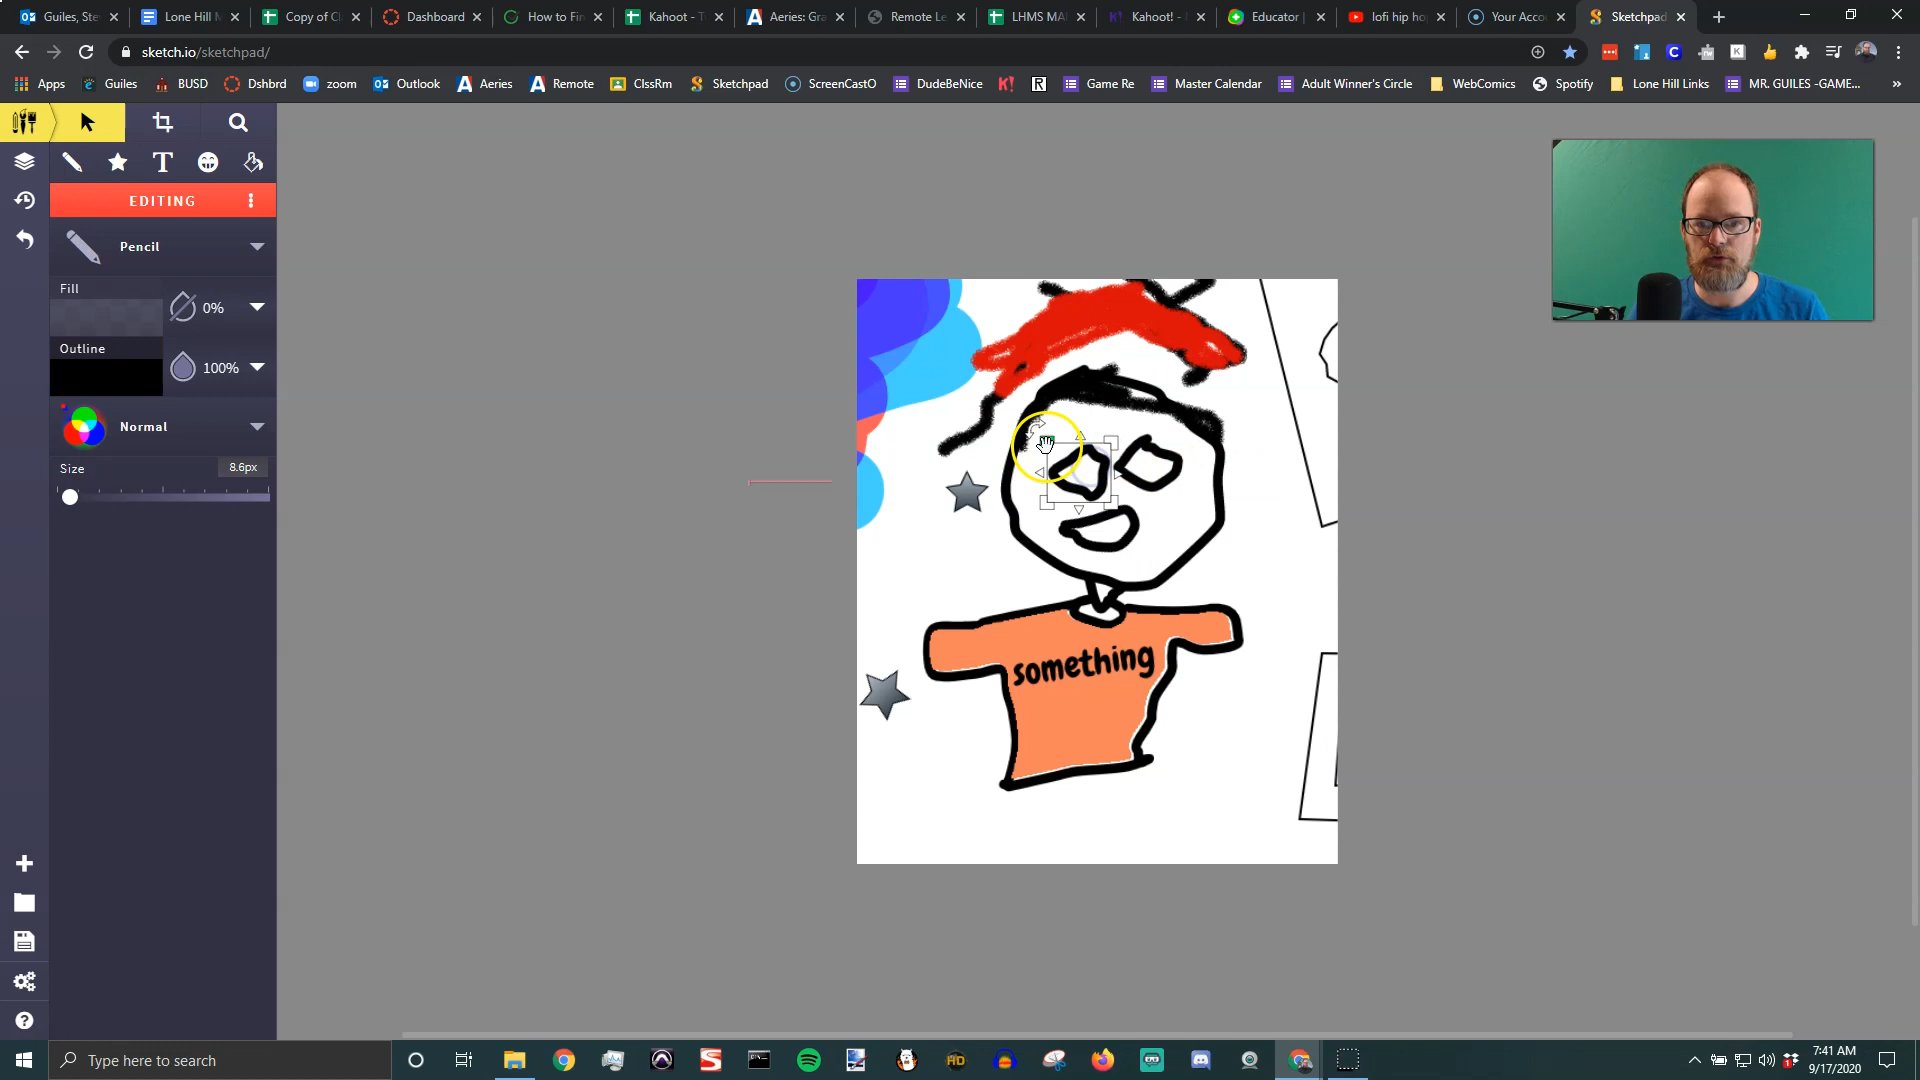 Guiles, Ste
Lone Hill M
Copy of Cl
Dashboard
How to Fin
Kahoot - T
Aeries: Gra
Remote Le
LHMS MA
Kahoot! -
Educator |
lofi hip ho
Your Acco
Sketchpad
sketch.io/sketchpad/
Apps
Guiles
BUSD
Dshbrd
zoom
Outlook
Aeries
Remote
ClssRm
Sketchpad
ScreenCastO
DudeBeNice
Game Re
Master Calendar
Adult Winner's Circle
WebComics
Spotify
Lone Hill Links
MR. GUILES -GAME...
EDITING
Pencil
Fill
0%
Outline
100%
Normal
Size
8.6px
something
Type here to search
7:41 AM
9/17/2020